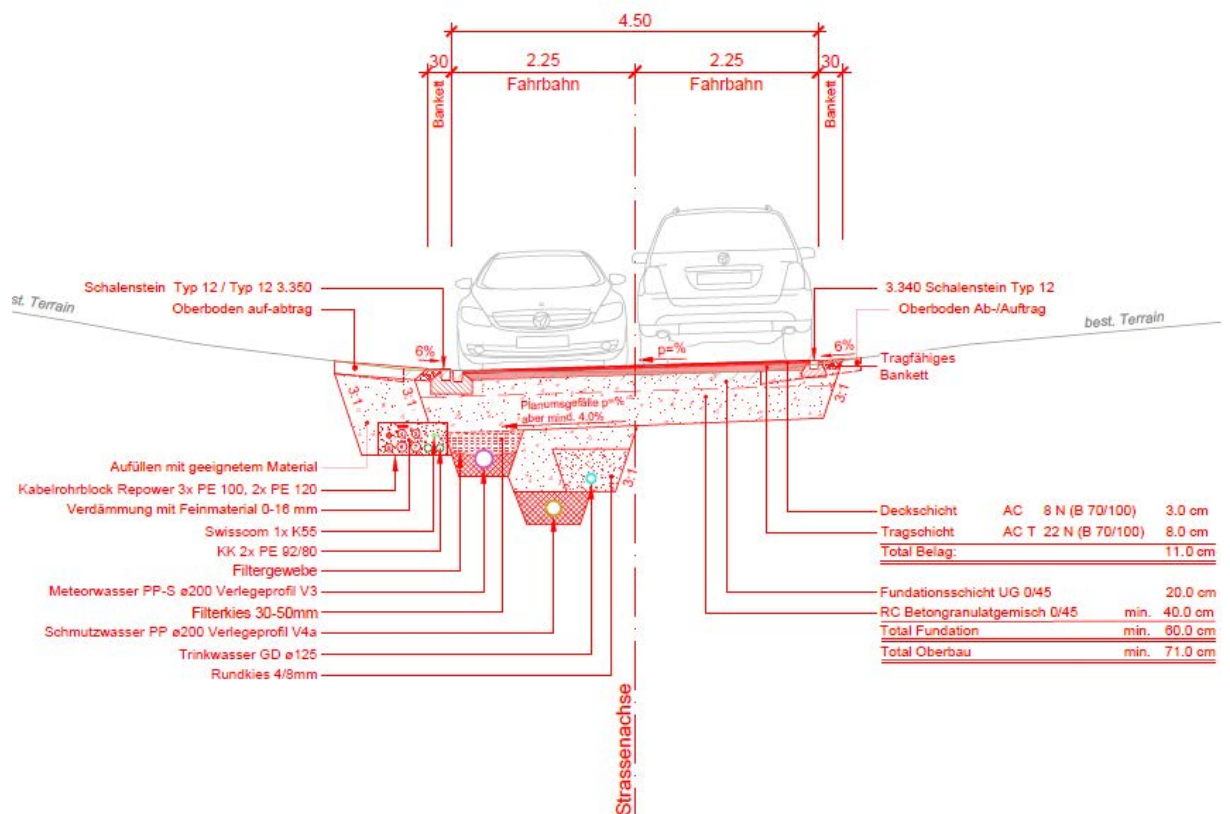 4.50
30
2.25
2.25
30
Bankett
Fahrbahn
Fahrbahn
Bankett
Schalenstein Typ 12 / Typ 12 3.350
Oberboden auf-abtrag
st. Terrain
3.340 Schalenstein Typ 12
Oberboden Ab-/Auftrag
best. Terrain
6%
p=%
6%
Tragfähiges
Bankett
3:1
3:1
3:1
Planumsgefälle p=%
aber mind. 4.0%
3:1
Aufüllen mit geeignetem Material
Kabelrohrblock Repower 3x PE 100, 2x PE 120
Verdämmung mit Feinmaterial 0-16 mm
Swisscom 1x K55
KK 2x PE 92/80
Filtergewebe
Meteorwasser PP-S ø200 Verlegeprofil V3
Filterkies 30-50mm
Schmutzwasser PP ø200 Verlegeprofil V4a
Trinkwasser GD ø125
Rundkies 4/8mm
Deckschicht AC 8 N (B 70/100) 3.0 cm
Tragschicht AC T 22 N (B 70/100) 8.0 cm
Total Belag: 11.0 cm
Fundationsschicht UG 0/45 20.0 cm
RC Betongranulatgemisch 0/45 min. 40.0 cm
Total Fundation min. 60.0 cm
Total Oberbau min. 71.0 cm
Strassenachse